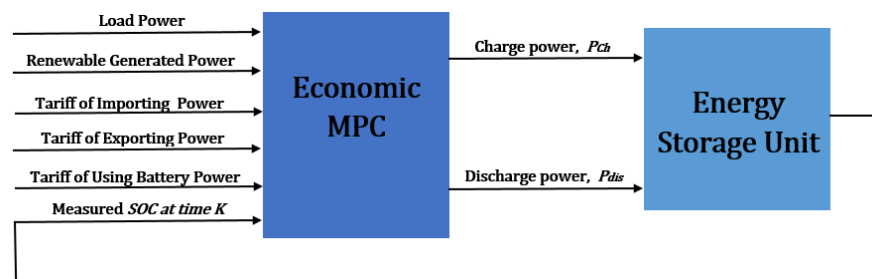 Load Power
Renewable Generated Power
Tariff of Importing Power
Tariff of Exporting Power
Tariff of Using Battery Power
Measured SOC at time K
Economic
MPC
Charge power, PCh
Discharge power, Pdis
Energy
Storage Unit